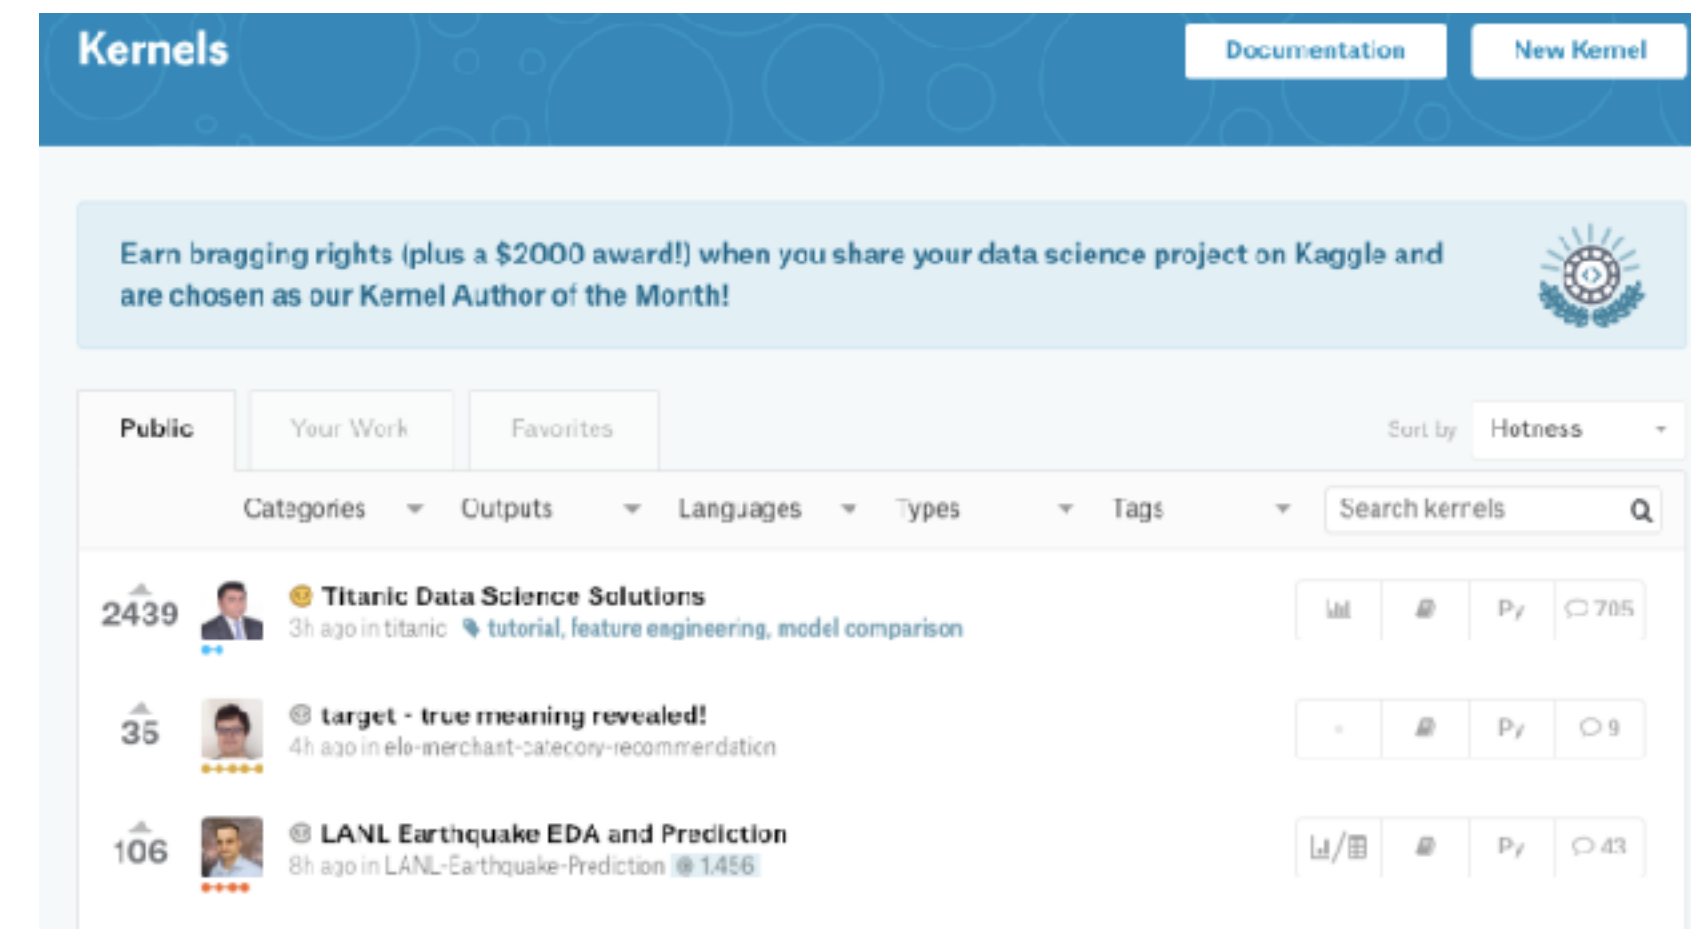 Kernels
Documentation
New Kernel
Earn bragging rights (plus a $2000 award!) when you share your data science project on Kaggle and
are chosen as our Kernel Author of the Month!
Public
Your Work
Favorites
Sort by
Hotness
Categories
Outputs
Languages
Types
Tags
Search kernels
2439
Titanic Data Science Solutions
Py
705
3h ago in titanic tutorial, feature engineering, model comparison
35
target - true meaning revealed!
Py
9
4h ago in elo-merchant-category-recommendation
106
LANL Earthquake EDA and Prediction
Py
43
8h ago in LANL-Earthquake-Prediction 1.456